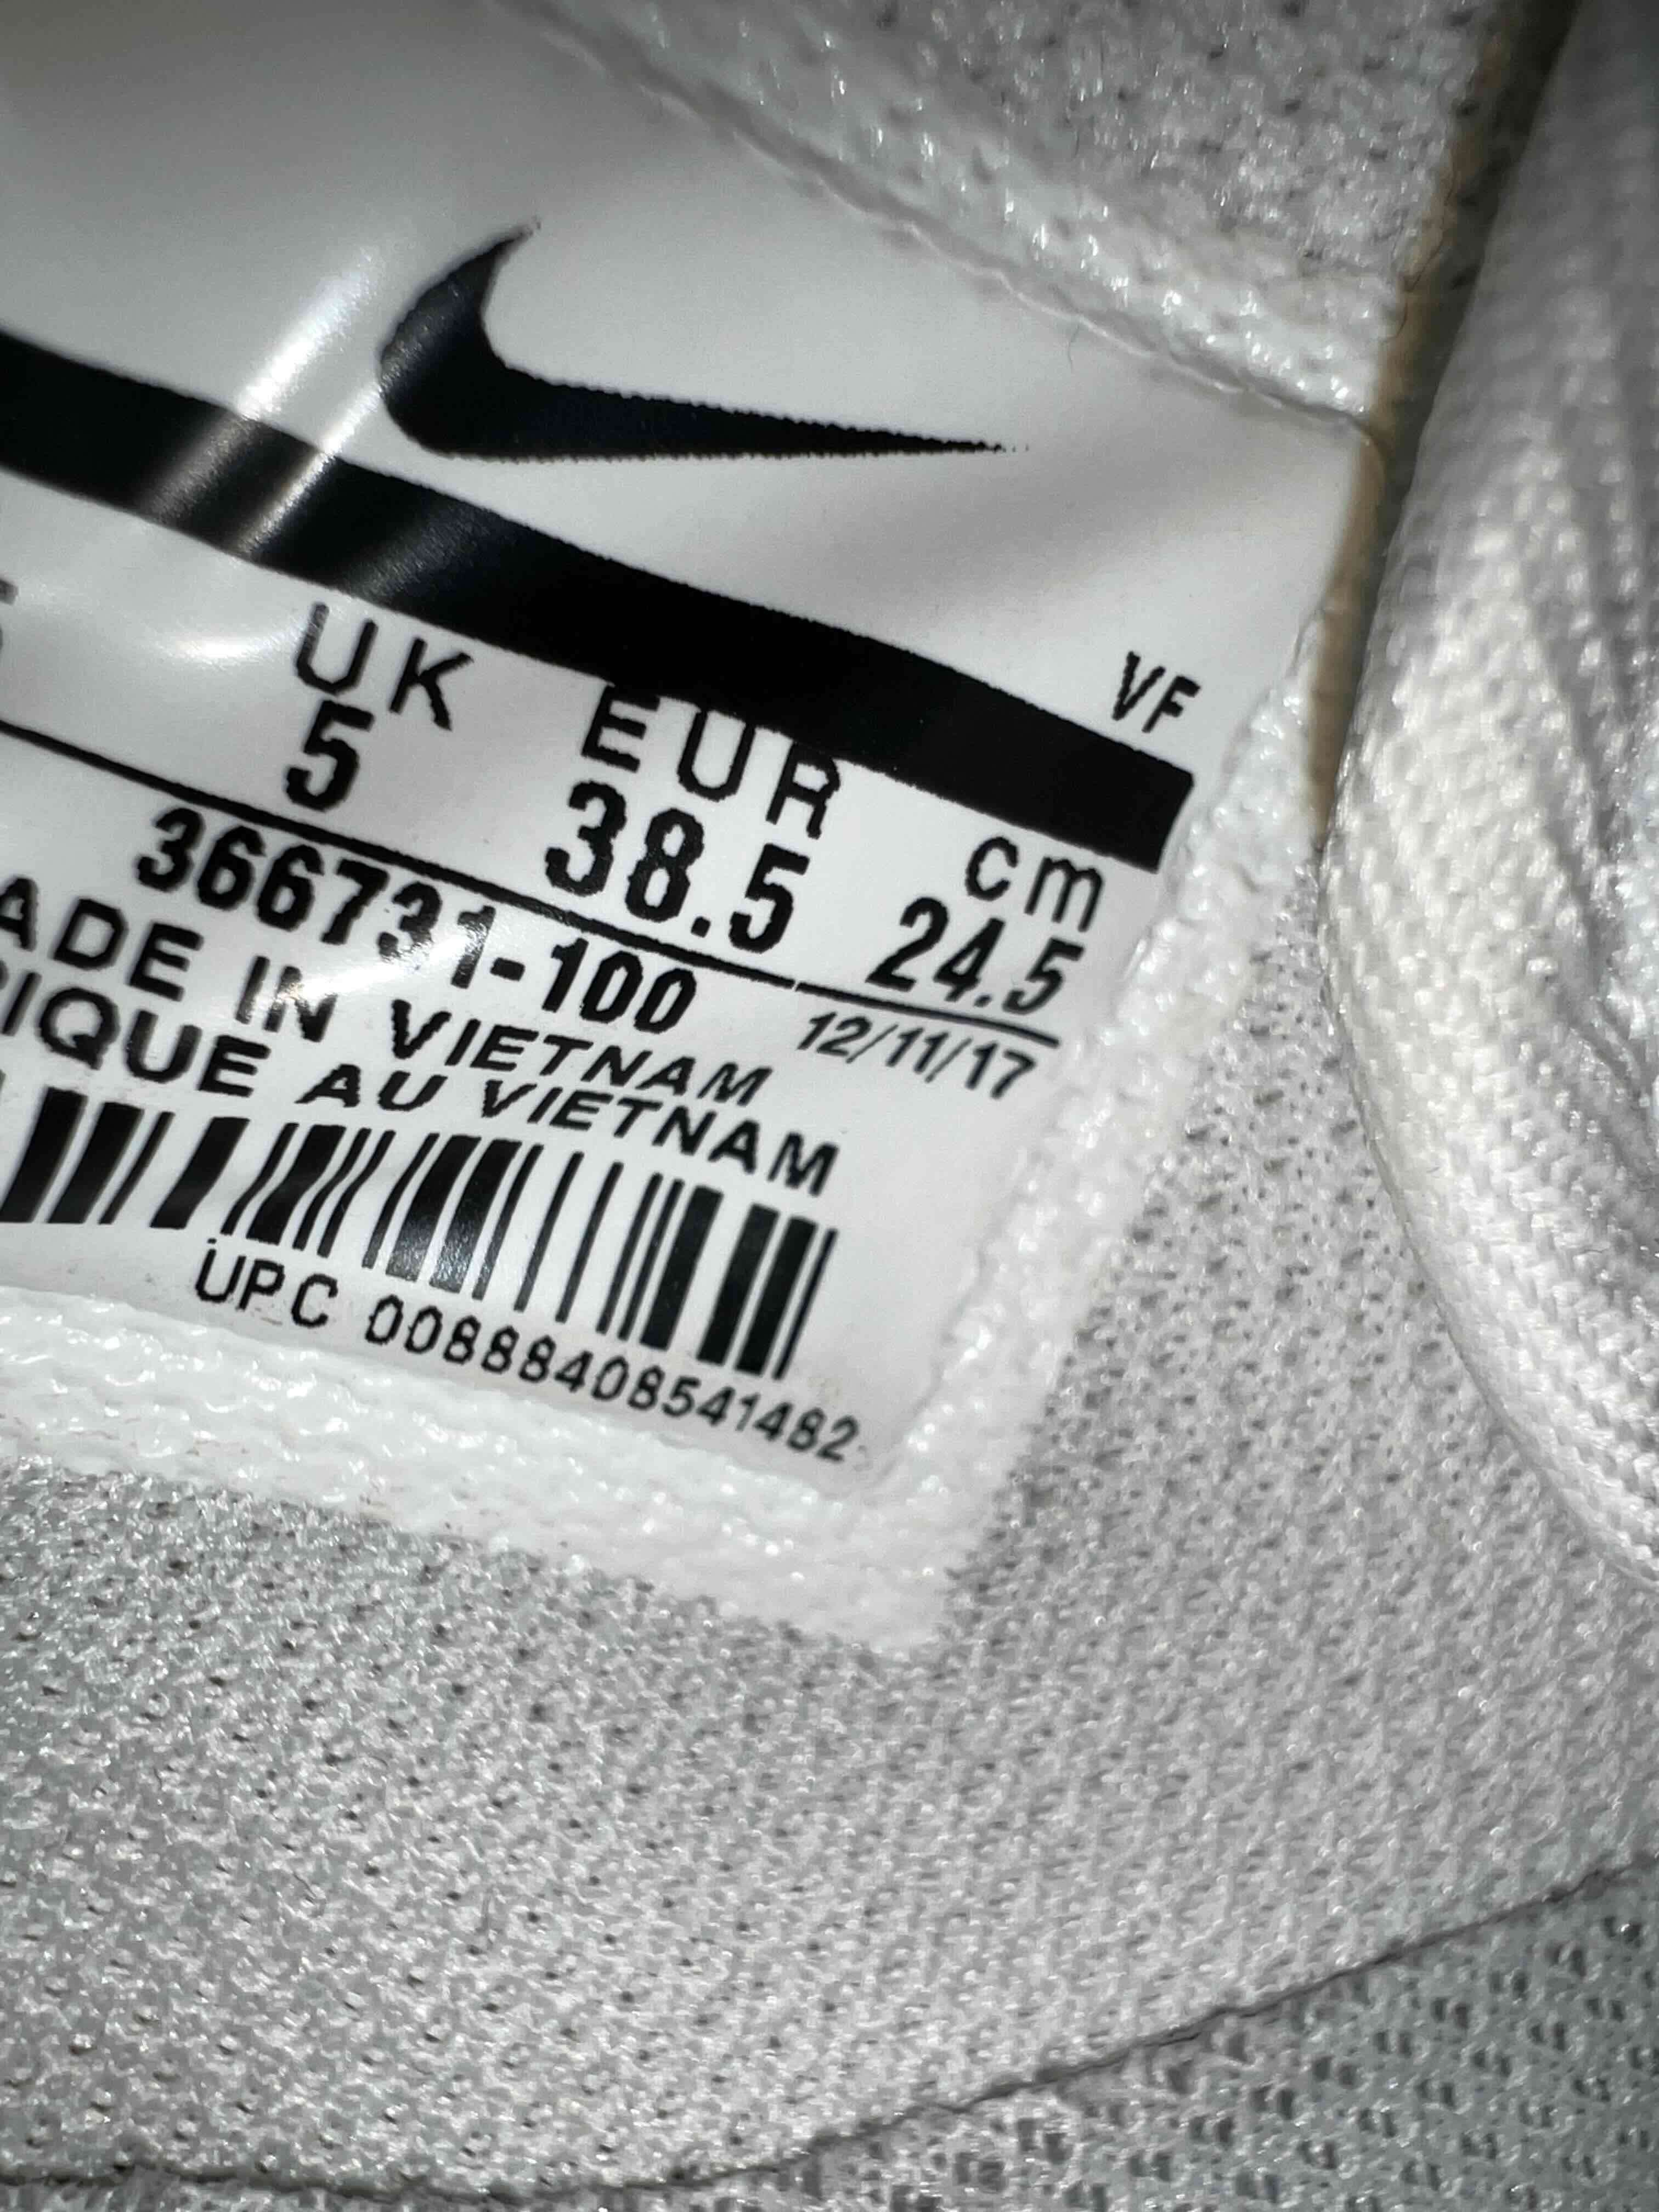 VF
UK EUR cm
5 38.5 24.5
366731-100 12/11/17
ADE IN VIETNAM
IQUE AU VIETNAM
UPC 00888408541482